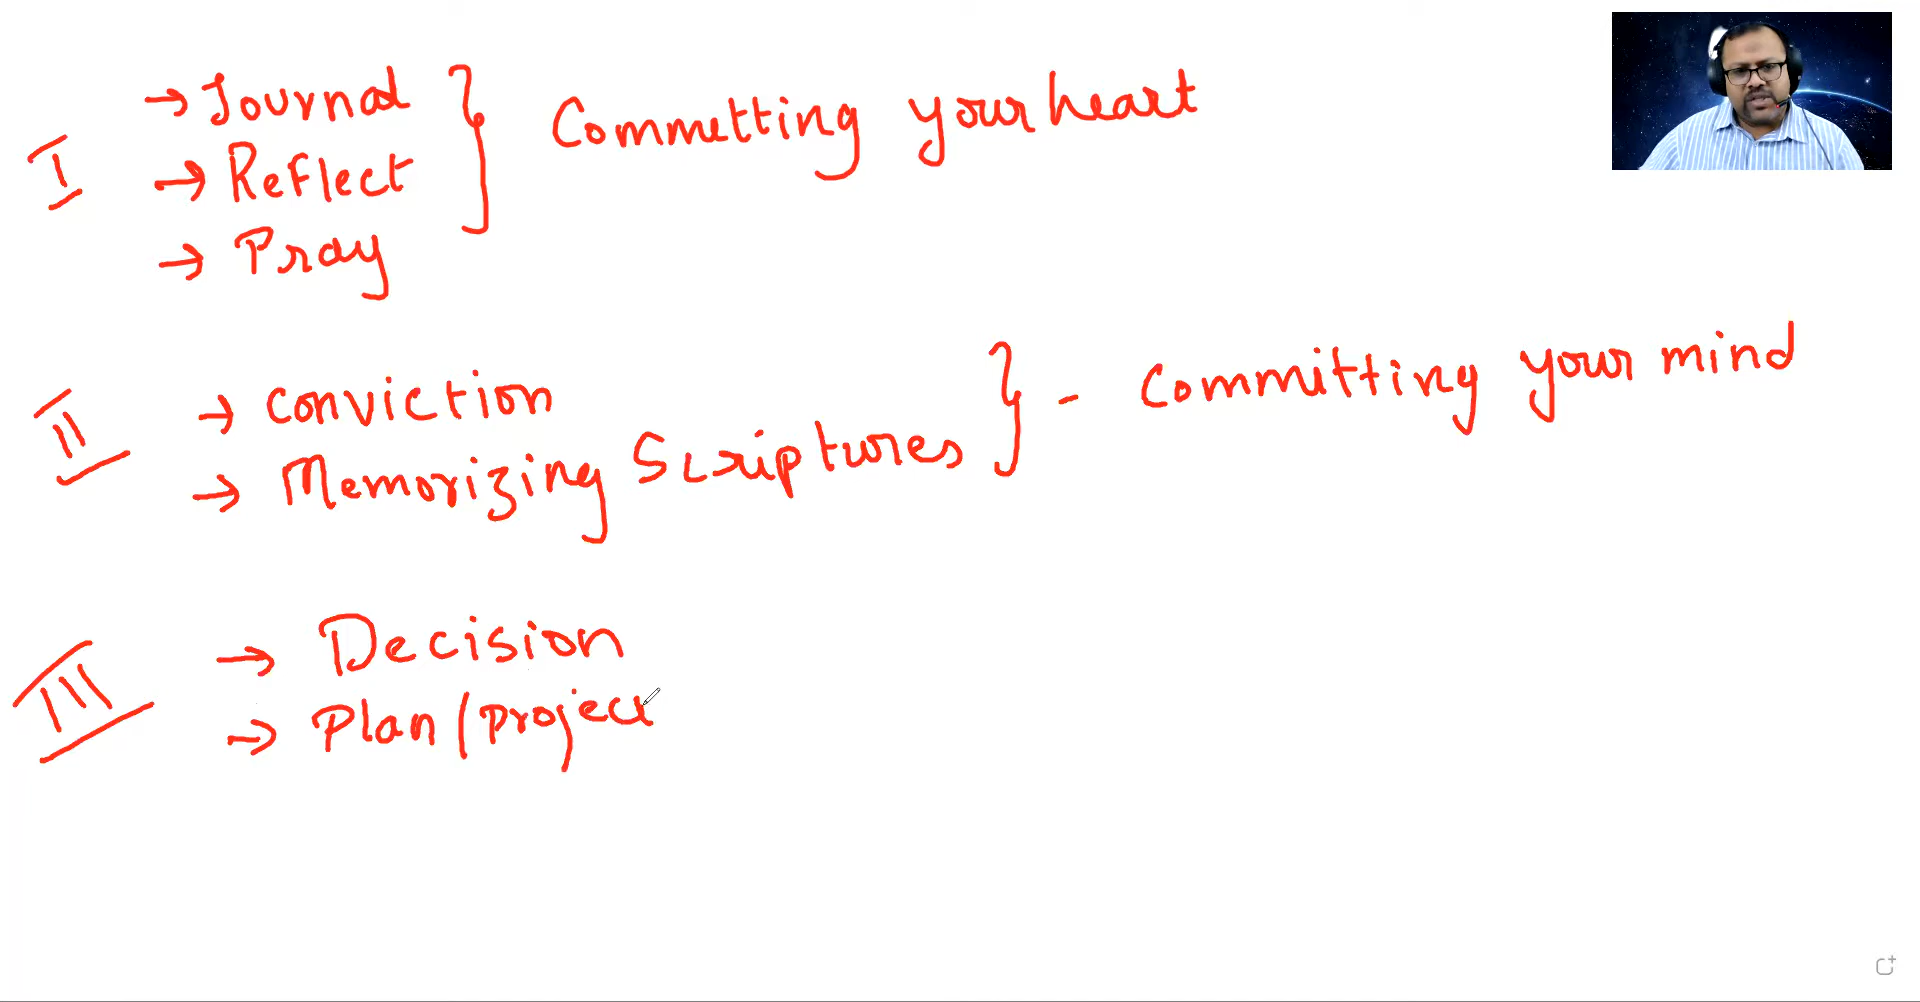 I
→ Journal
→ Reflect
→ Pray
} Commetting your heart
II
→ Conviction
→ Memorizing Scriptures
} - Committing your mind
III
→ Decision
→ Plan / Project